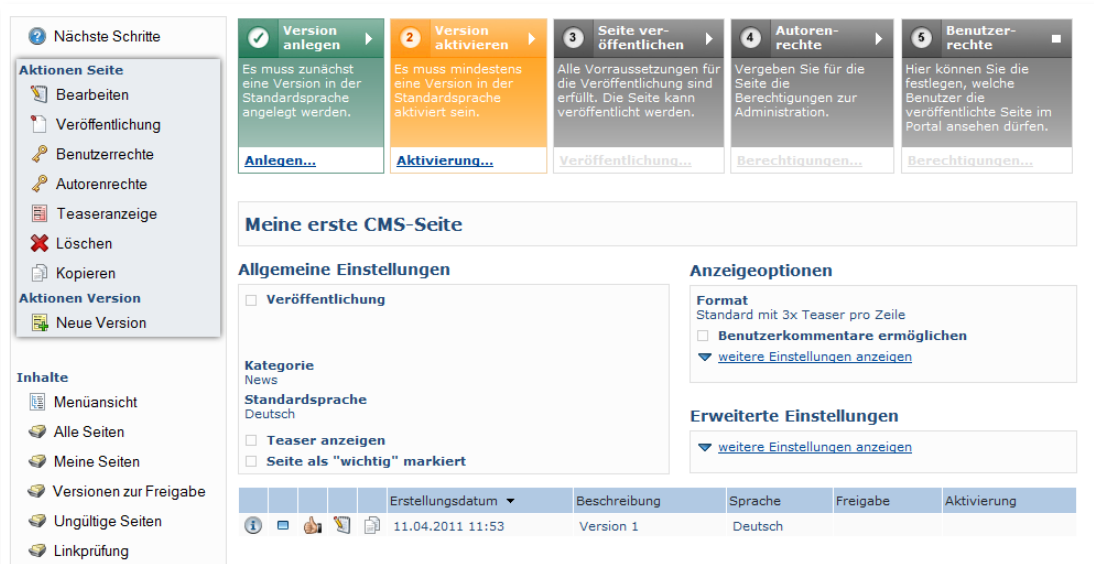 Nächste Schritte
Aktionen Seite
Bearbeiten
Veröffentlichung
Benutzerrechte
Autorenrechte
Teaseranzeige
Löschen
Kopieren
Aktionen Version
Neue Version
Inhalte
Menüansicht
Alle Seiten
Meine Seiten
Versionen zur Freigabe
Ungültige Seiten
Linkprüfung
Version
anlegen
Es muss zunächst
eine Version in der
Standardsprache
angelegt werden.
Anlegen...
2
Version
aktivieren
Es muss mindestens
eine Version in der
Standardsprache
aktiviert sein.
Aktivierung...
3
Seite ver-
öffentlichen
Alle Vorraussetzungen für
die Veröffentlichung sind
erfüllt. Die Seite kann
veröffentlicht werden.
Veröffentlichung...
4
Autoren-
rechte
Vergeben Sie für die
Seite die
Berechtigungen zur
Administration.
Berechtigungen...
5
Benutzer-
rechte
Hier können Sie die
festlegen, welche
Benutzer die
veröffentlichte Seite im
Portal ansehen dürfen.
Berechtigungen...
Meine erste CMS-Seite
Allgemeine Einstellungen
Veröffentlichung
Kategorie
News
Standardsprache
Deutsch
Teaser anzeigen
Seite als "wichtig" markiert
Anzeigeoptionen
Format
Standard mit 3x Teaser pro Zeile
Benutzerkommentare ermöglichen
weitere Einstellungen anzeigen
Erweiterte Einstellungen
weitere Einstellungen anzeigen
Erstellungsdatum Beschreibung Sprache Freigabe Aktivierung
11.04.2011 11:53 Version 1 Deutsch